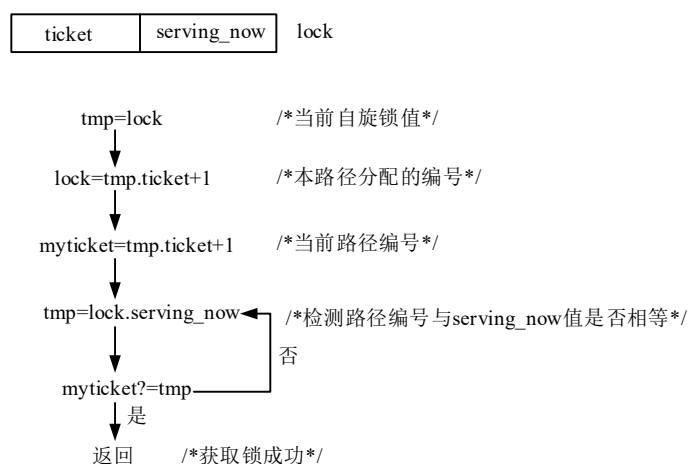 ticket serving_now lock
tmp=lock /*当前自旋锁值*/
lock=tmp.ticket+1 /*本路径分配的编号*/
myticket=tmp.ticket+1 /*当前路径编号*/
tmp=lock.serving_now /*检测路径编号与serving_now值是否相等*/
否
myticket?=tmp
是
返回 /*获取锁成功*/